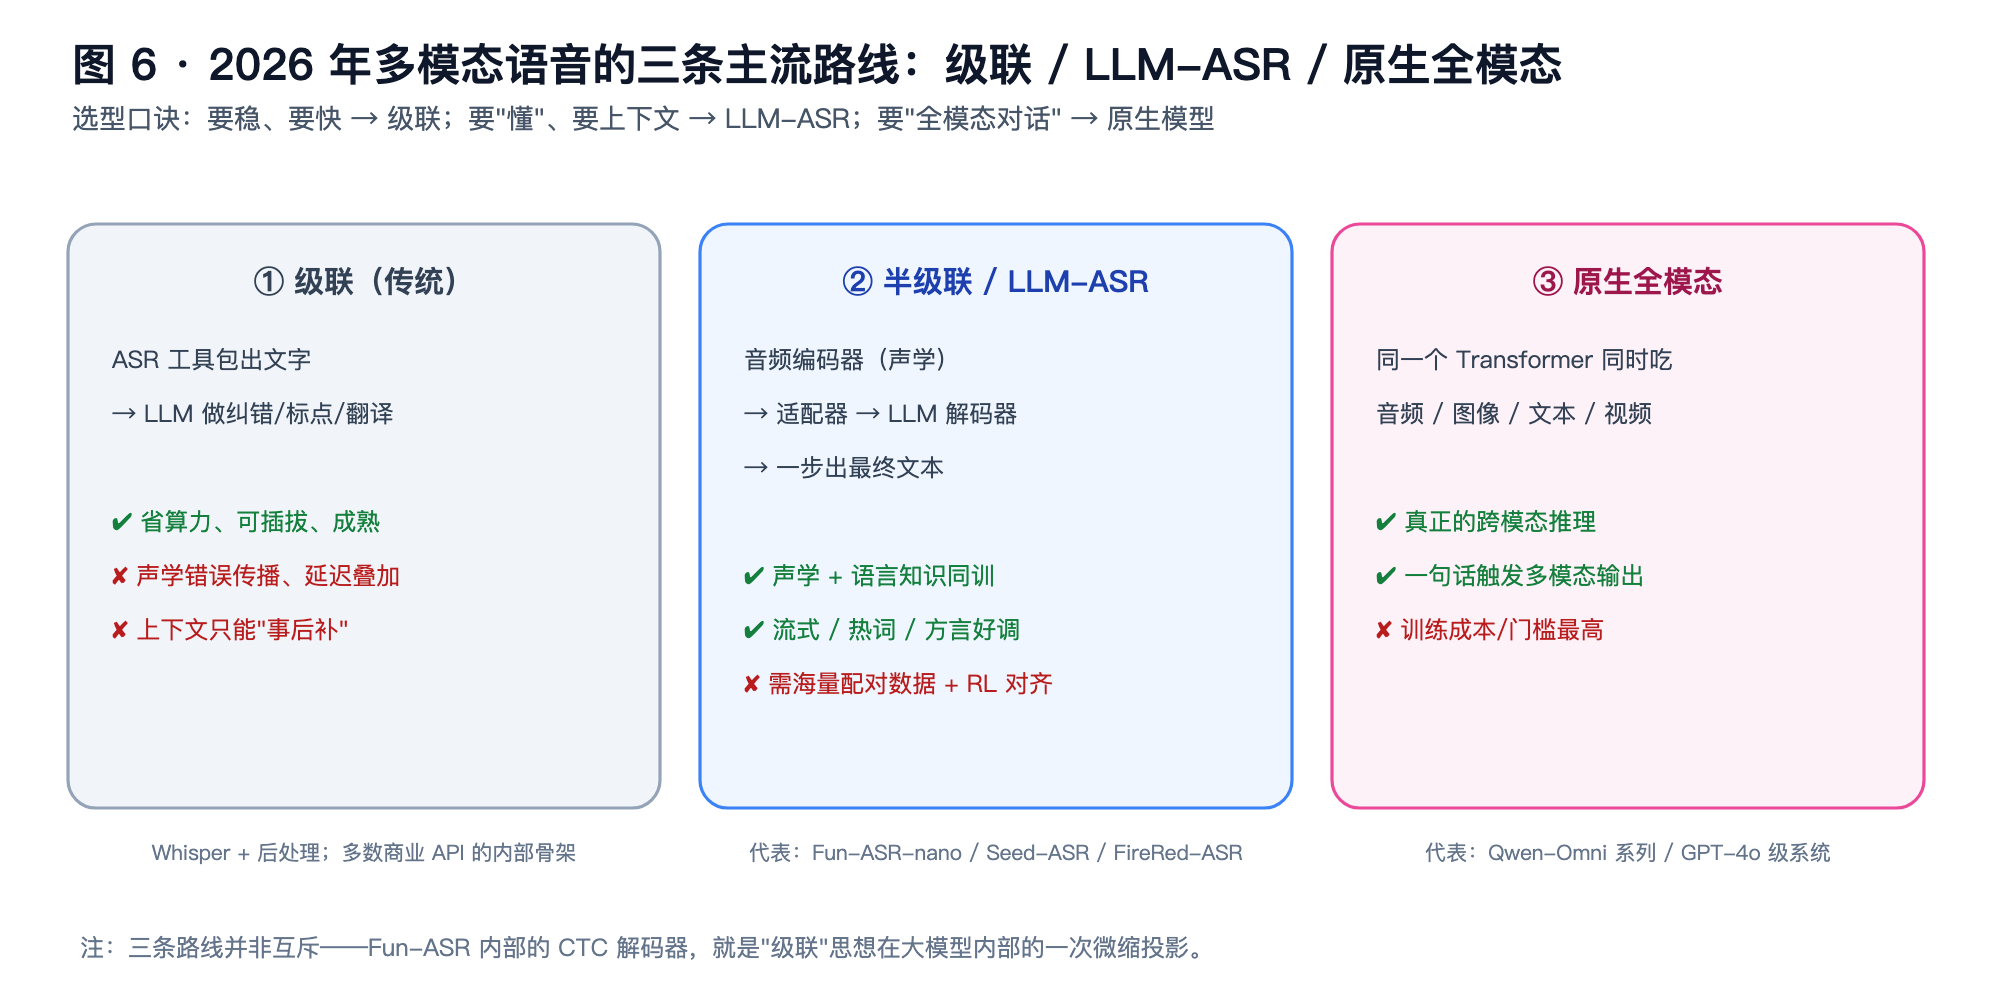 图 6 · 2026 年多模态语音的三条主流路线：级联 / LLM-ASR / 原生全模态
选型口诀：要稳、要快 → 级联；要"懂"、要上下文 → LLM-ASR；要"全模态对话" → 原生模型
① 级联（传统）
ASR 工具包出文字
→ LLM 做纠错/标点/翻译
✔ 省算力、可插拔、成熟
✘ 声学错误传播、延迟叠加
✘ 上下文只能"事后补"
Whisper + 后处理；多数商业 API 的内部骨架
② 半级联 / LLM-ASR
音频编码器（声学）
→ 适配器 → LLM 解码器
→ 一步出最终文本
✔ 声学 + 语言知识同训
✔ 流式 / 热词 / 方言好调
✘ 需海量配对数据 + RL 对齐
代表：Fun-ASR-nano / Seed-ASR / FireRed-ASR
③ 原生全模态
同一个 Transformer 同时吃
音频 / 图像 / 文本 / 视频
✔ 真正的跨模态推理
✔ 一句话触发多模态输出
✘ 训练成本/门槛最高
代表：Qwen-Omni 系列 / GPT-4o 级系统
注：三条路线并非互斥——Fun-ASR 内部的 CTC 解码器，就是"级联"思想在大模型内部的一次微缩投影。